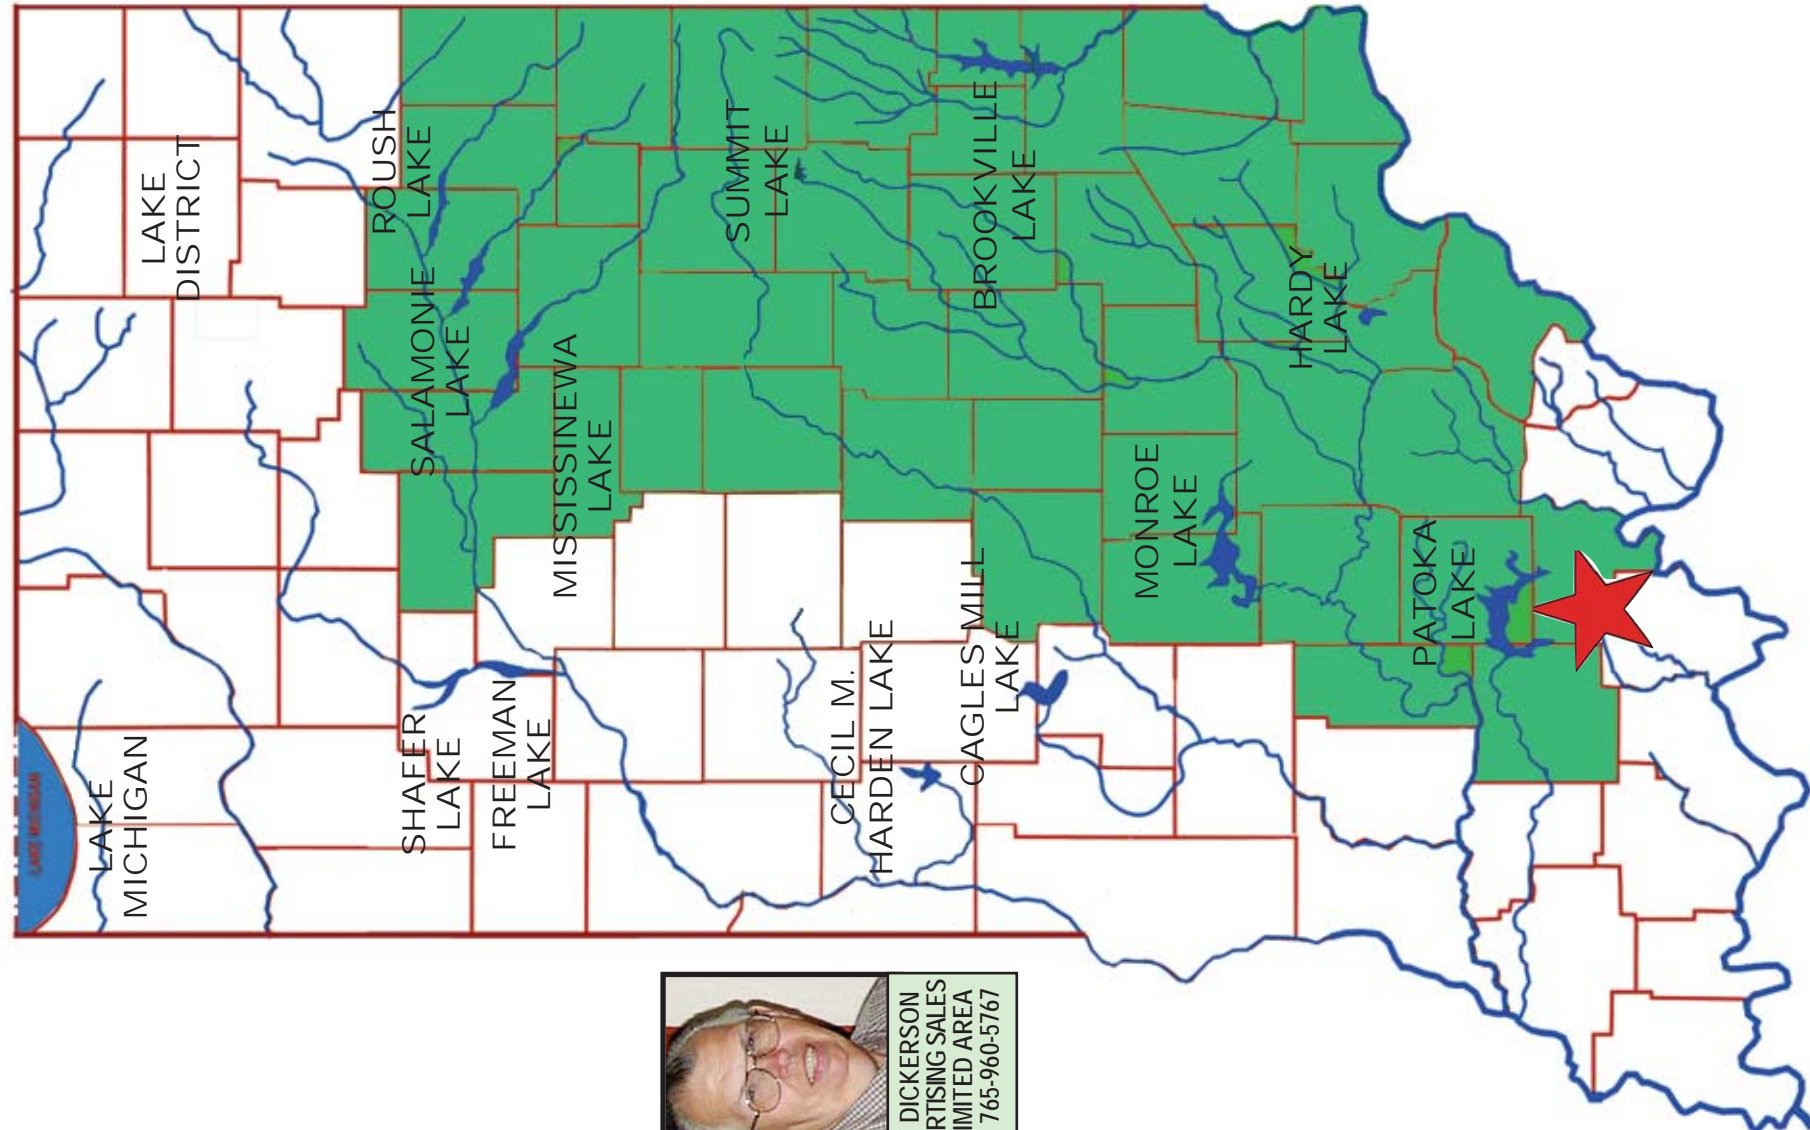 LAKE
DISTRICT
ROUSH
LAKE
SUMMIT
LAKE
BROOKVILLE
LAKE
SALAMONIE
LAKE
MISSISSINEWA
LAKE
HARDY
LAKE
MONROE
LAKE
PATOKA
LAKE
LAKE MICHIGAN
LAKE
MICHIGAN
SHAFER
LAKE
FREEMAN
LAKE
CECIL M.
HARDEN LAKE
CAGLES MILL
LAKE
DICKERSON
RTISING SALES
IMITED AREA
765-960-5767